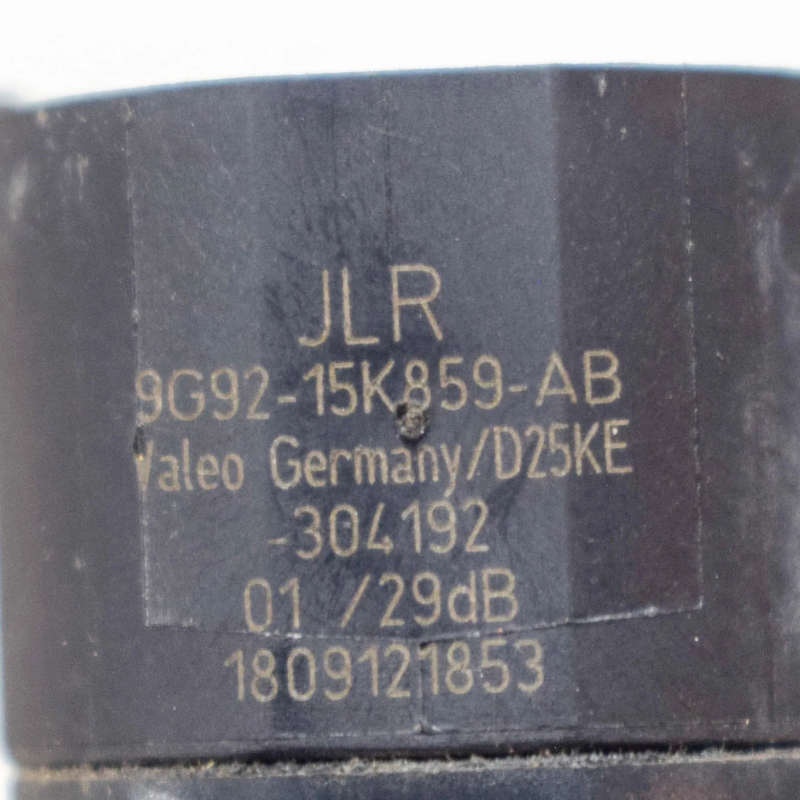 JLR
9G92-15K859-AB
Valeo Germany/D25KE
-304192
01 /29dB
1809121853